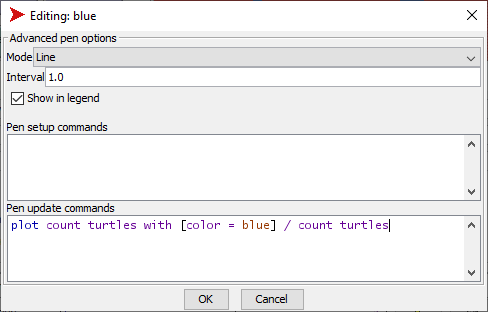 Editing: blue
Advanced pen options
Mode Line
Interval 1.0
Show in legend
Pen setup commands
Pen update commands
plot count turtles with [color = blue] / count turtles
OK Cancel